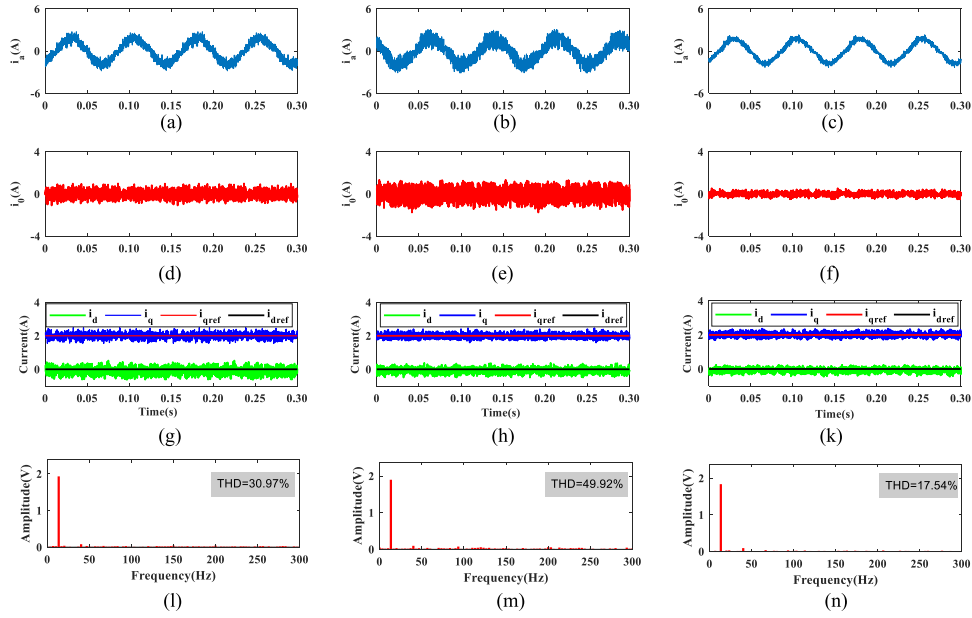 6
0
-6
i_a(A)
0 0.05 0.10 0.15 0.20 0.25 0.30
(a)
6
0
-6
i_a(A)
0 0.05 0.10 0.15 0.20 0.25 0.30
(b)
6
0
-6
i_a(A)
0 0.05 0.10 0.15 0.20 0.25 0.30
(c)
4
0
-4
i_0(A)
0 0.05 0.10 0.15 0.20 0.25 0.30
(d)
4
0
-4
i_0(A)
0 0.05 0.10 0.15 0.20 0.25 0.30
(e)
4
0
-4
i_0(A)
0 0.05 0.10 0.15 0.20 0.25 0.30
(f)
4
2
0
Current(A)
i_d i_q i_qref i_dref
0 0.05 0.10 0.15 0.20 0.25 0.30
Time(s)
(g)
4
2
0
Current(A)
i_d i_q i_qref i_dref
0 0.05 0.10 0.15 0.20 0.25 0.30
Time(s)
(h)
4
2
0
Current(A)
i_d i_q i_qref i_dref
0 0.05 0.10 0.15 0.20 0.25 0.30
Time(s)
(k)
2
1
0
Amplitude(V)
THD=30.97%
0 50 100 150 200 250 300
Frequency(Hz)
(l)
2
1
0
Amplitude(V)
THD=49.92%
0 50 100 150 200 250 300
Frequency(Hz)
(m)
2
1
0
Amplitude(V)
THD=17.54%
0 50 100 150 200 250 300
Frequency(Hz)
(n)